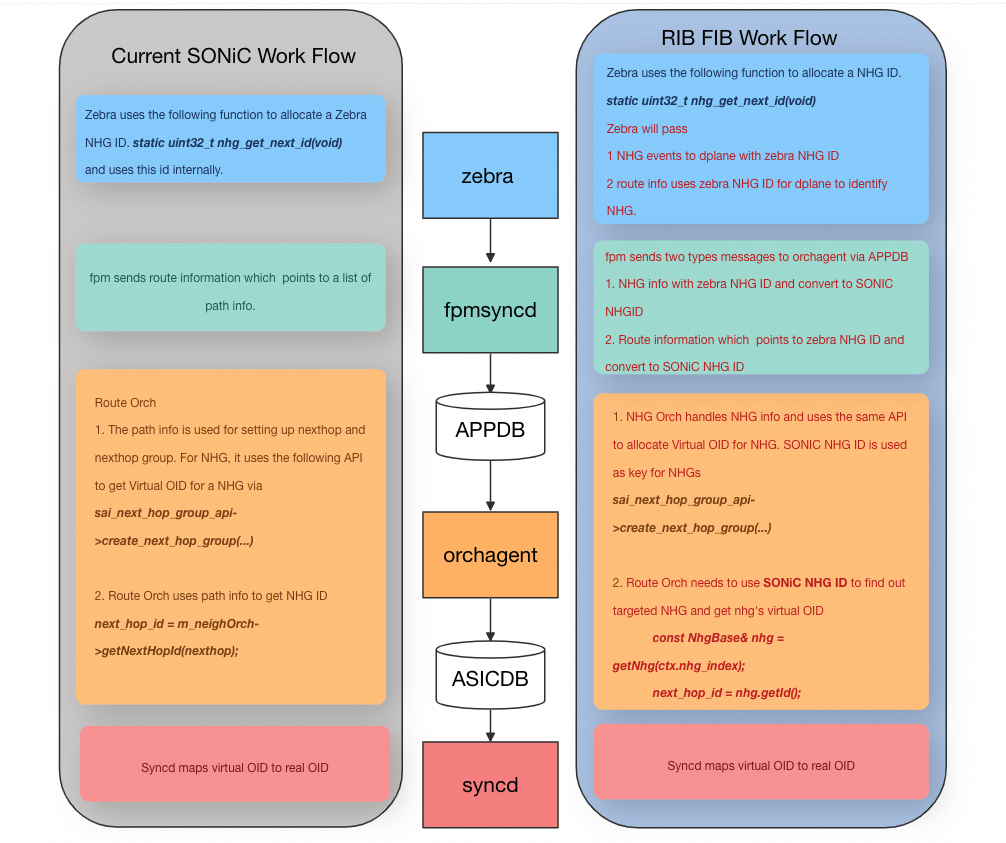 Current SONiC Work Flow
Zebra uses the following function to allocate a Zebra
NHG ID. static uint32_t nhg_get_next_id(void)
and uses this id internally.
fpm sends route information which  points to a list of
path info.
Route Orch
1. The path info is used for setting up nexthop and
nexthop group. For NHG, it uses the following API
to get Virtual OID for a NHG via
sai_next_hop_group_api-
>create_next_hop_group(...)
2. Route Orch uses path info to get NHG ID
next_hop_id = m_neighOrch-
>getNextHopId(nexthop);
Syncd maps virtual OID to real OID
zebra
fpmsyncd
APPDB
orchagent
ASICDB
syncd
RIB FIB Work Flow
Zebra uses the following function to allocate a NHG ID.
static uint32_t nhg_get_next_id(void)
Zebra will pass
1 NHG events to dplane with zebra NHG ID
2 route info uses zebra NHG ID for dplane to identify
NHG.
fpm sends two types messages to orchagent via APPDB
1. NHG info with zebra NHG ID and convert to SONIC
NHGID
2. Route information which  points to zebra NHG ID and
convert to SONiC NHG ID
1. NHG Orch handles NHG info and uses the same API
to allocate Virtual OID for NHG. SONIC NHG ID is used
as key for NHGs
sai_next_hop_group_api-
>create_next_hop_group(...)
2. Route Orch needs to use SONiC NHG ID to find out
targeted NHG and get nhg's virtual OID
const NhgBase& nhg =
getNhg(ctx.nhg_index);
next_hop_id = nhg.getId();
Syncd maps virtual OID to real OID